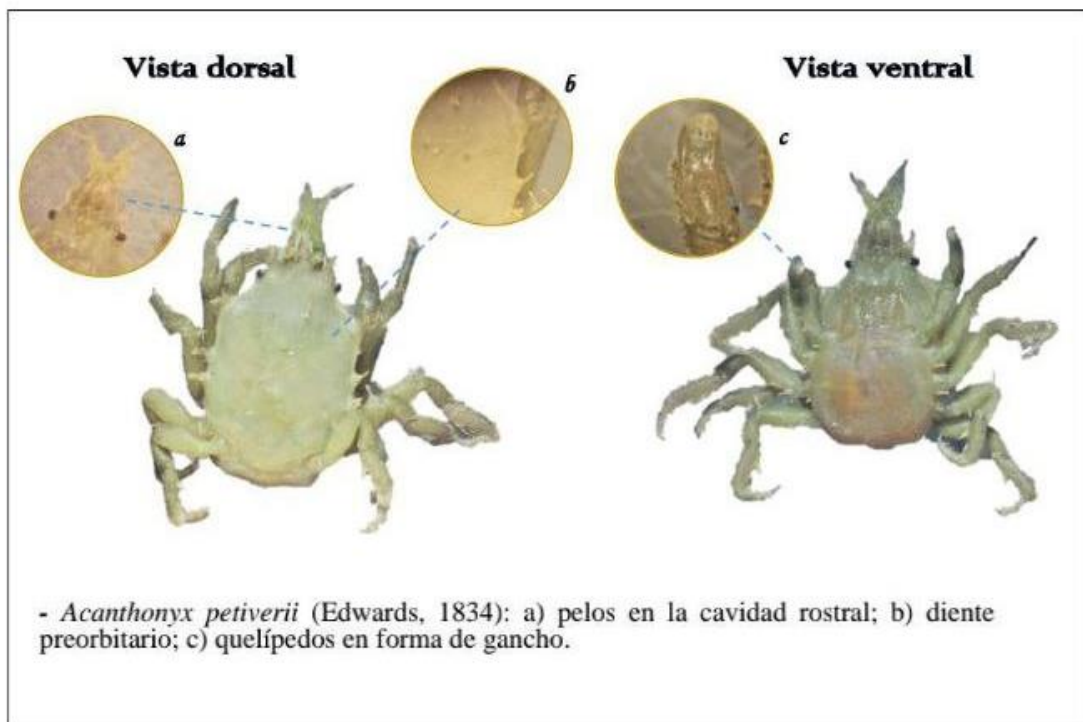 Vista dorsal
Vista ventral
a
b
c
- Acanthonyx petiverii (Edwards, 1834): a) pelos en la cavidad rostral; b) diente
preorbitario; c) quelípedos en forma de gancho.